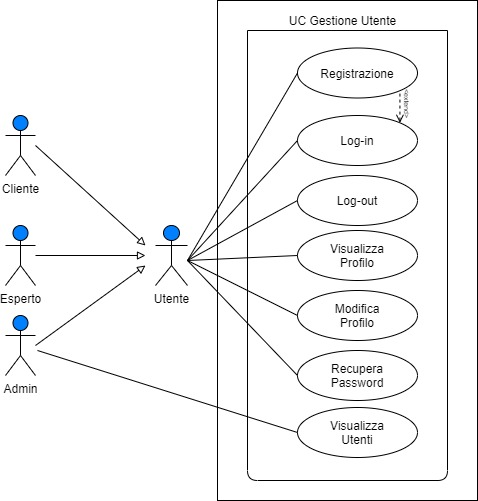 UC Gestione Utente
Registrazione
<extend>
Log-in
Cliente
Log-out
Visualizza
Profilo
Esperto
Utente
Modifica
Profilo
Recupera
Password
Admin
Visualizza
Utenti